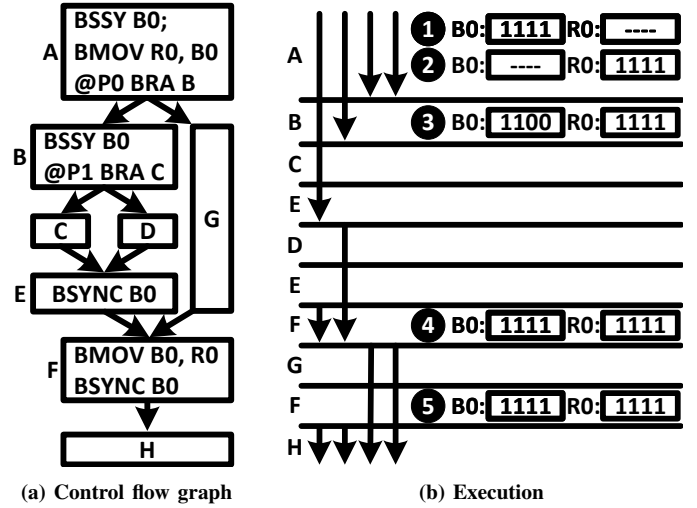 A
BSSY B0;
BMOV R0, B0
@P0 BRA B
B
BSSY B0
@P1 BRA C
C
D
G
E
BSYNC B0
F
BMOV B0, R0
BSYNC B0
H
(a) Control flow graph
A
1 B0: 1111 R0: ----
2 B0: ---- R0: 1111
B
3 B0: 1100 R0: 1111
C
E
D
E
F
4 B0: 1111 R0: 1111
G
F
5 B0: 1111 R0: 1111
H
(b) Execution